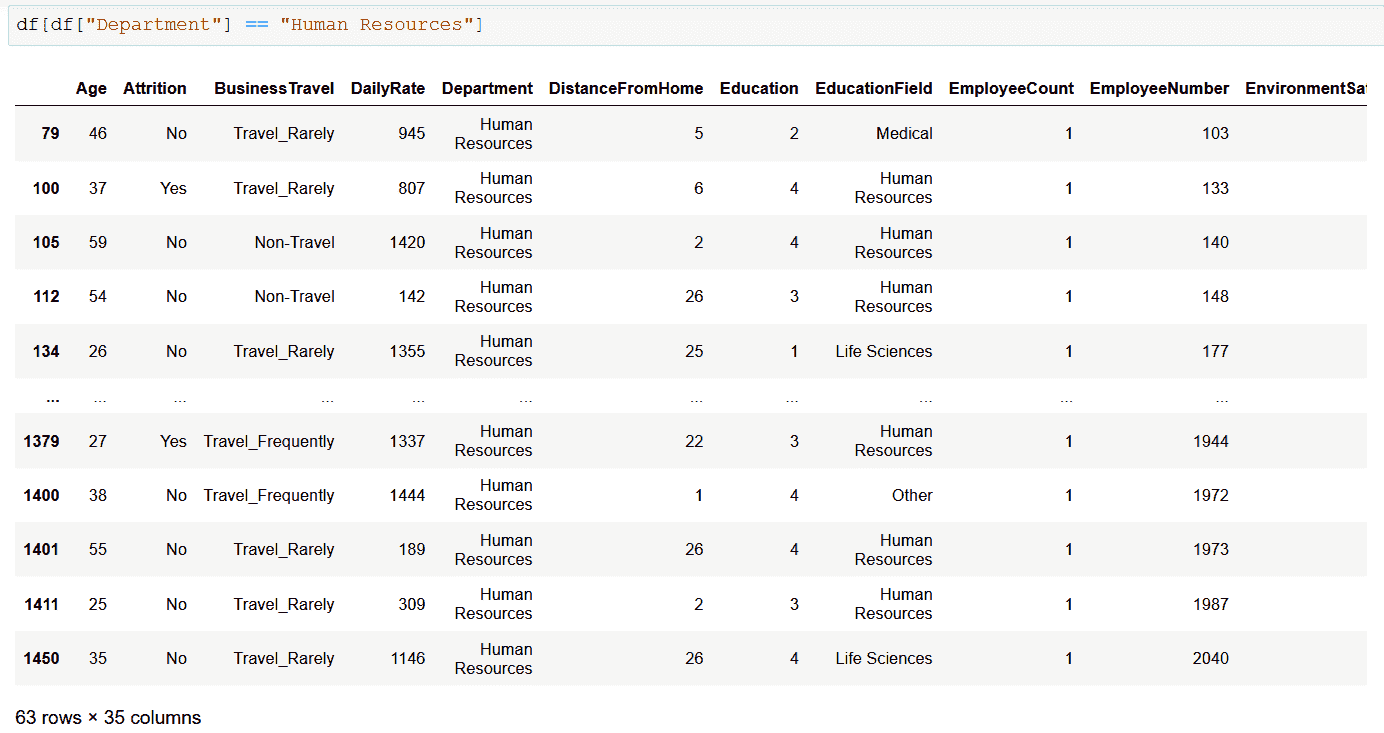 df[df["Department"] == "Human Resources"]
Age Attrition BusinessTravel DailyRate Department DistanceFromHome Education EducationField EmployeeCount EmployeeNumber EnvironmentSat
79 46 No Travel_Rarely 945 Human Resources 5 2 Medical 1 103
100 37 Yes Travel_Rarely 807 Human Resources 6 4 Human Resources 1 133
105 59 No Non-Travel 1420 Human Resources 2 4 Human Resources 1 140
112 54 No Non-Travel 142 Human Resources 26 3 Human Resources 1 148
134 26 No Travel_Rarely 1355 Human Resources 25 1 Life Sciences 1 177
... ... ... ... ... ... ... ... ... ... ...
1379 27 Yes Travel_Frequently 1337 Human Resources 22 3 Human Resources 1 1944
1400 38 No Travel_Frequently 1444 Human Resources 1 4 Other 1 1972
1401 55 No Travel_Rarely 189 Human Resources 26 4 Human Resources 1 1973
1411 25 No Travel_Rarely 309 Human Resources 2 3 Human Resources 1 1987
1450 35 No Travel_Rarely 1146 Human Resources 26 4 Life Sciences 1 2040
63 rows × 35 columns